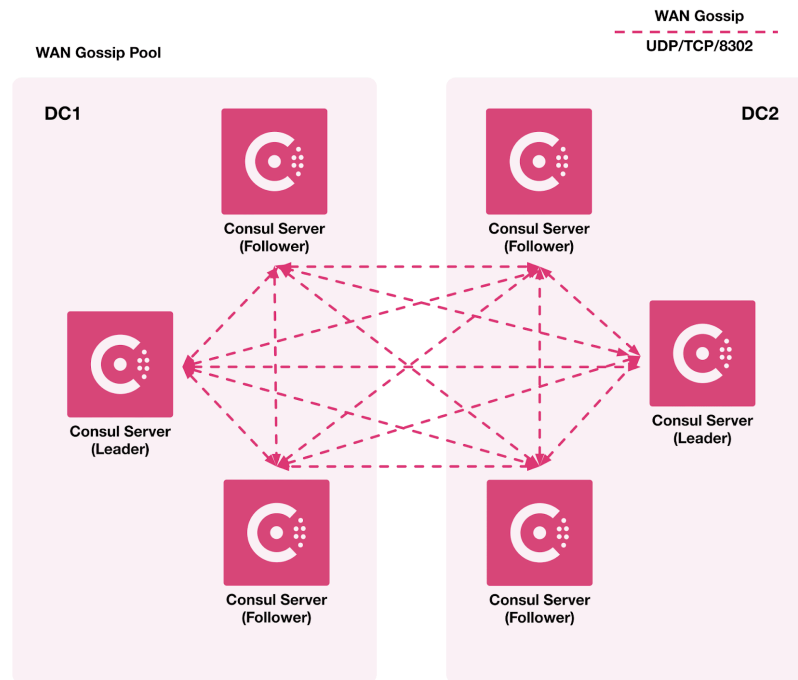 WAN Gossip
UDP/TCP/8302
WAN Gossip Pool
DC1
DC2
Consul Server
(Follower)
Consul Server
(Follower)
Consul Server
(Leader)
Consul Server
(Leader)
Consul Server
(Follower)
Consul Server
(Follower)